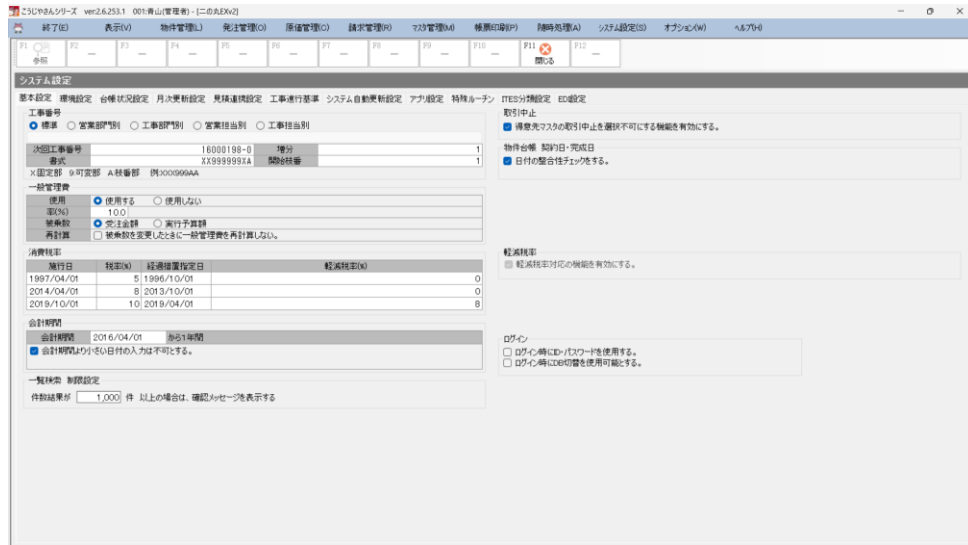 こうじやさんシリーズ ver.2.6.253.1 001:青山(管理者) - [二の丸EXv2]
終了(E) 表示(V) 物件管理(L) 発注管理(O) 原価管理(C) 請求管理(R) マスタ管理(M) 帳票印刷(P) 随時処理(A) システム設定(S) オプション(W) ヘルプ(H)
F1 F2 F3 F4 F5 F6 F7 F8 F9 F10 F11 F12
参照 閉じる
システム設定
基本設定 環境設定 台帳状況設定 月次更新設定 見積連携設定 工事進行基準 システム自動更新設定 アプリ設定 特殊ルーチン ITES分類設定 EDI設定
工事番号
標準 営業部門別 工事部門別 営業担当別 工事担当別
次回工事番号 16000198-0 増分 1
書式 XX999999XA 開始枝番 1
X:固定部 9:可変部 A:枝番部 例:XXX999AA
一般管理費
使用 使用する 使用しない
率(%) 10.0
被乗数 受注金額 実行予算額
再計算 被乗数を変更したときに一般管理費を再計算しない。
消費税率
施行日 税率(%) 経過措置指定日 軽減税率(%)
1997/04/01 5 1996/10/01 0
2014/04/01 8 2013/10/01 0
2019/10/01 10 2019/04/01 8
会計期間
会計期間 2016/04/01 から1年間
会計期間より小さい日付の入力は不可とする。
一覧検索 制限設定
件数結果が 1,000 件 以上の場合は、確認メッセージを表示する
取引中止
得意先マスタの取引中止を選択不可にする機能を有効にする。
物件台帳 契約日・完成日
日付の整合性チェックをする。
軽減税率
軽減税率対応の機能を有効にする。
ログイン
ログイン時にID・パスワードを使用する。
ログイン時にDB切替を使用可能とする。